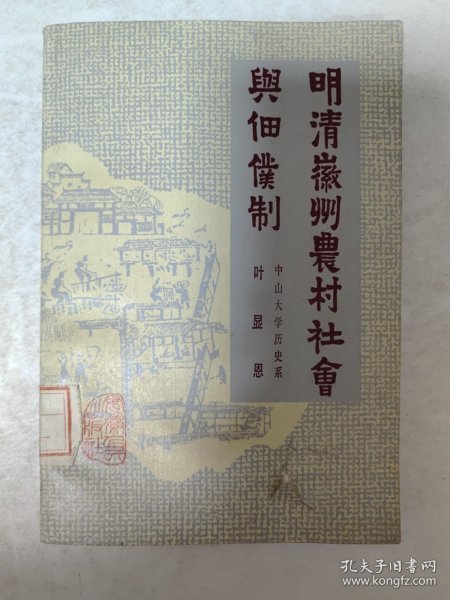 明清徽州農村社會
與佃僕制
中山大学历史系
叶显恩
孔夫子旧书网
www.kongfz.com